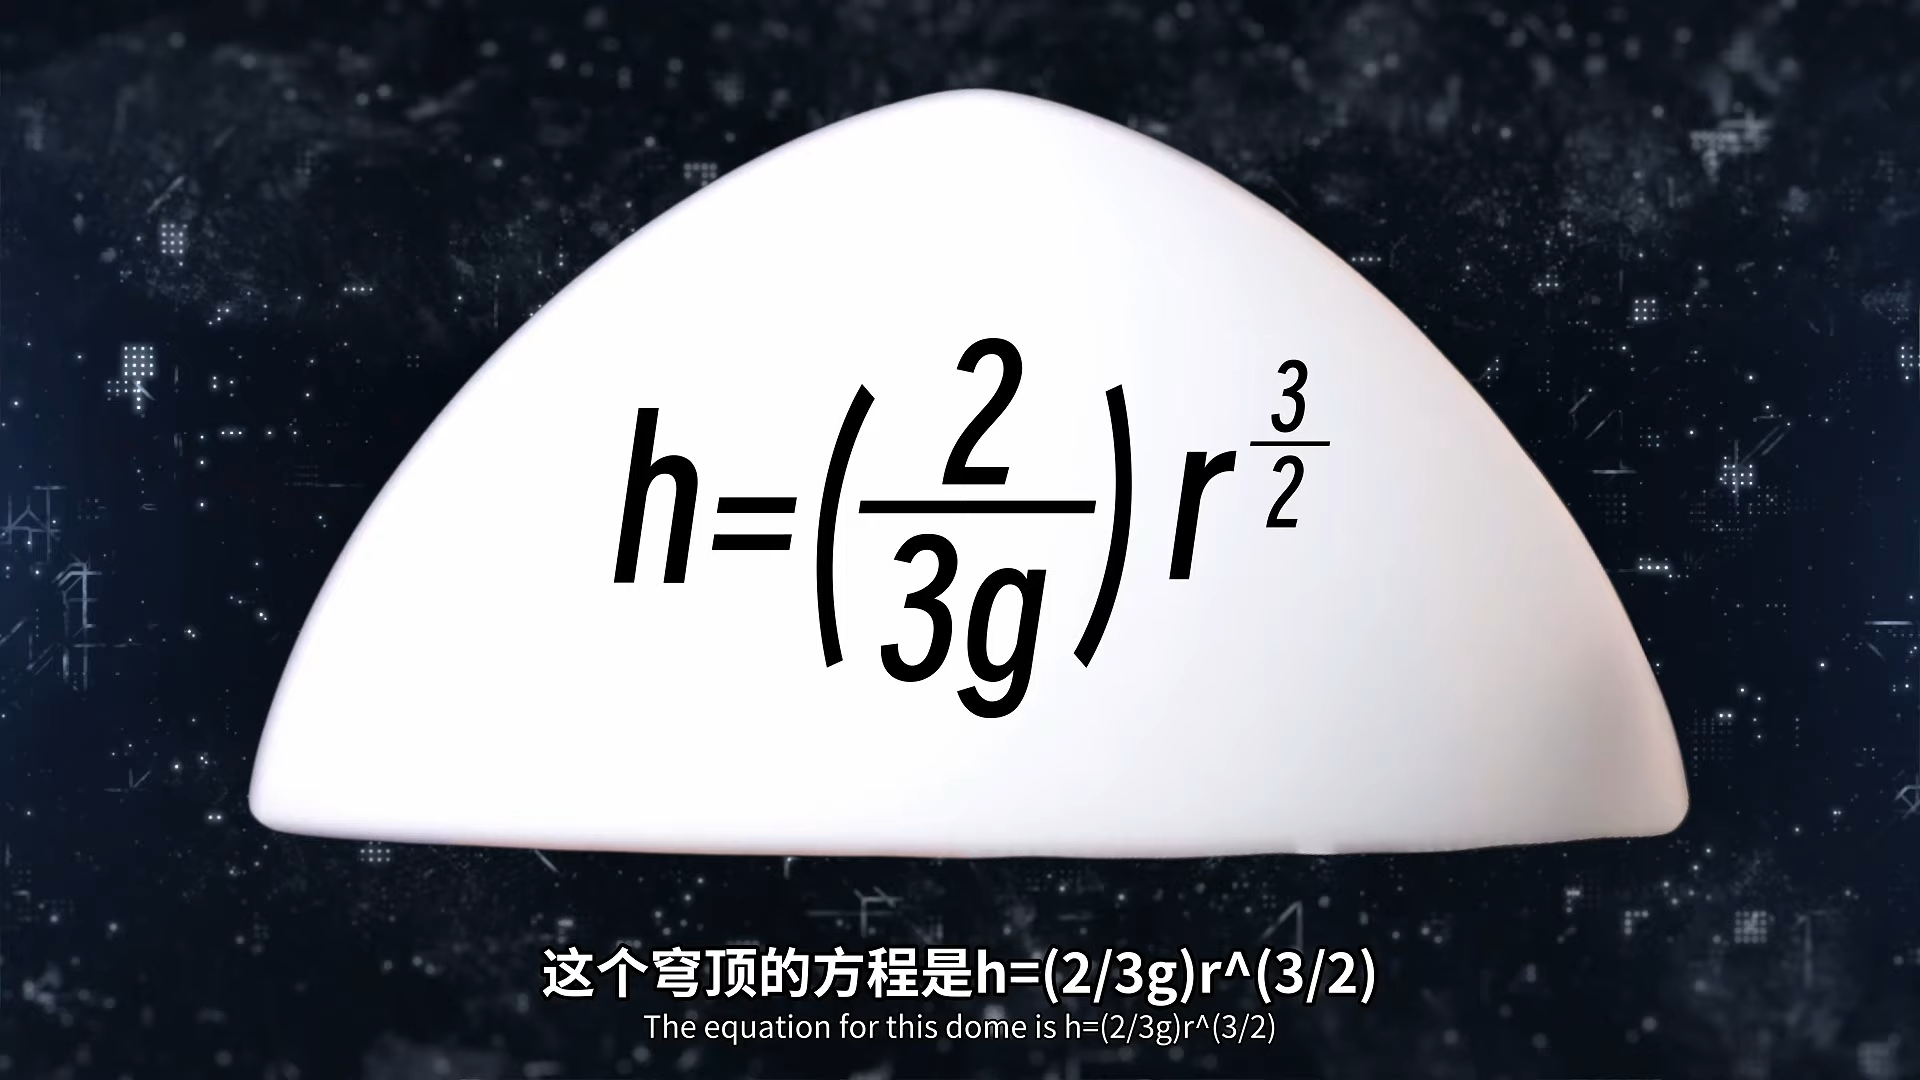 h=(2/3g)r^(3/2)
这个穹顶的方程是h=(2/3g)r^(3/2)
The equation for this dome is h=(2/3g)r^(3/2)